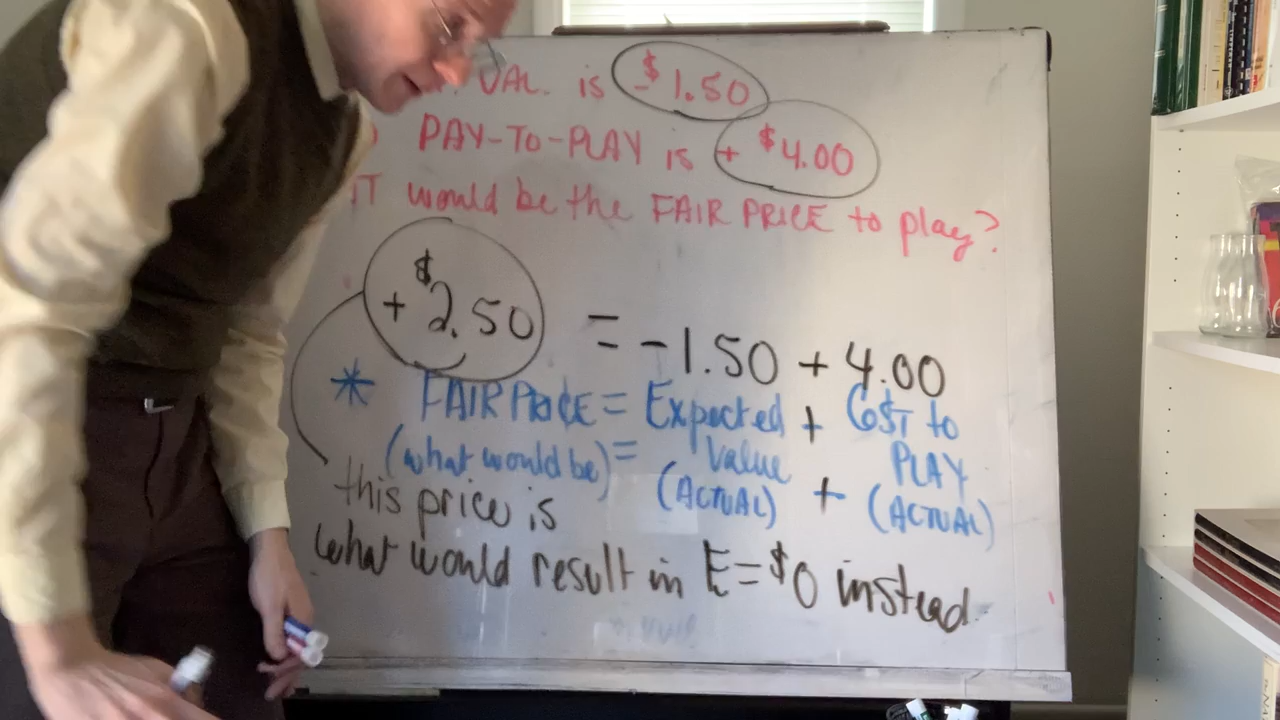 VAL. is -$1.50
PAY-TO-PLAY is + $4.00
IT would be the FAIR PRICE to play?
+ $2.50 = -1.50 + 4.00
* FAIR PRICE = Expected Value + Cost to PLAY
(what would be) = (ACTUAL) + (ACTUAL)
this price is
what would result in E=$0 instead.